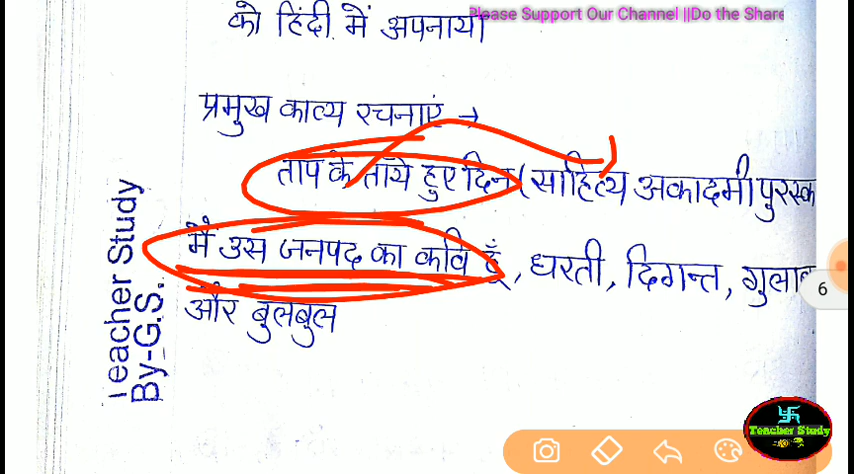 Please Support Our Channel ||Do the Share
को हिंदी में अपनाया
प्रमुख काव्य रचनाएं →
ताप के ताये हुए दिन (साहित्य अकादमी पुरस्क
मैं उस जनपद का कवि हूँ, धरती, दिगन्त, गुलाब
और बुलबुल
Teacher Study
By-G.S.
6
Teacher Study